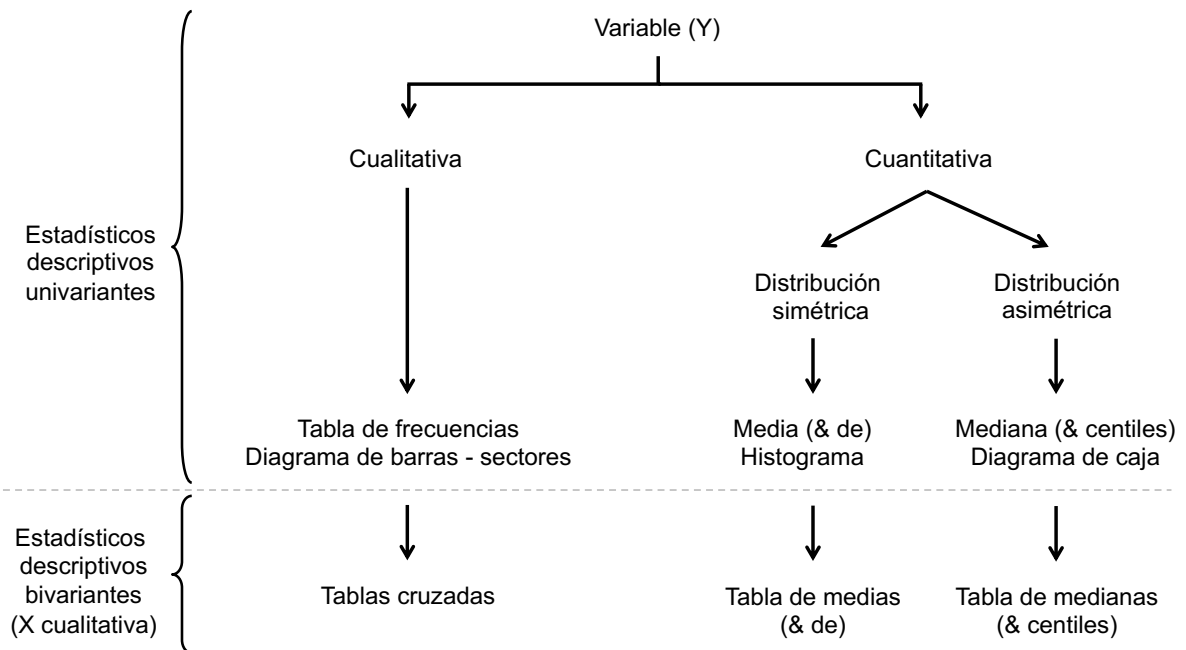 Variable (Y)
Cualitativa
Cuantitativa
Estadísticos
descriptivos
univariantes
Distribución
simétrica
Distribución
asimétrica
Tabla de frecuencias
Diagrama de barras - sectores
Media (& de)
Histograma
Mediana (& centiles)
Diagrama de caja
Estadísticos
descriptivos
bivariantes
(X cualitativa)
Tablas cruzadas
Tabla de medias
(& de)
Tabla de medianas
(& centiles)